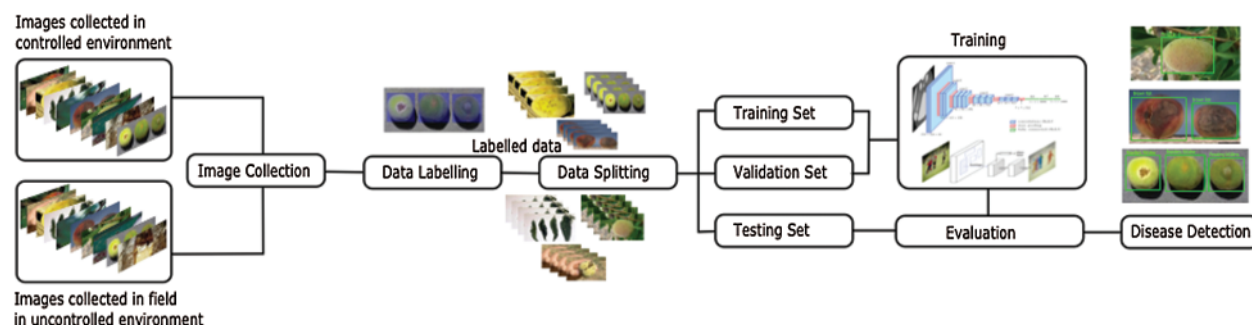 Images collected in
controlled environment
Images collected in field
in uncontrolled environment
Image Collection
Data Labelling
Labelled data
Data Splitting
Training Set
Validation Set
Testing Set
Training
Evaluation
Disease Detection